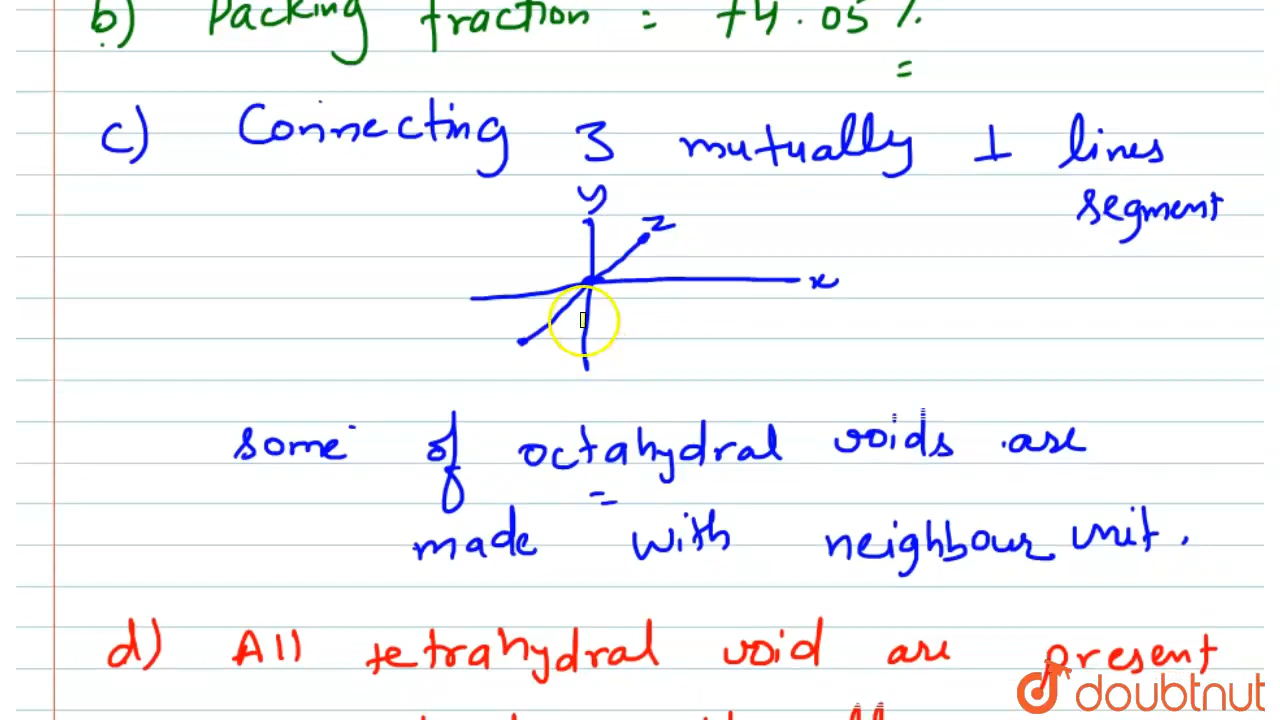 b) Packing fraction = 74.05%
=
c) Connecting 3 mutually ⊥ lines
segment
y
z
x
some of octahydral voids are
made with neighbour unit.
d) All tetrahydral void are present
doubtnut